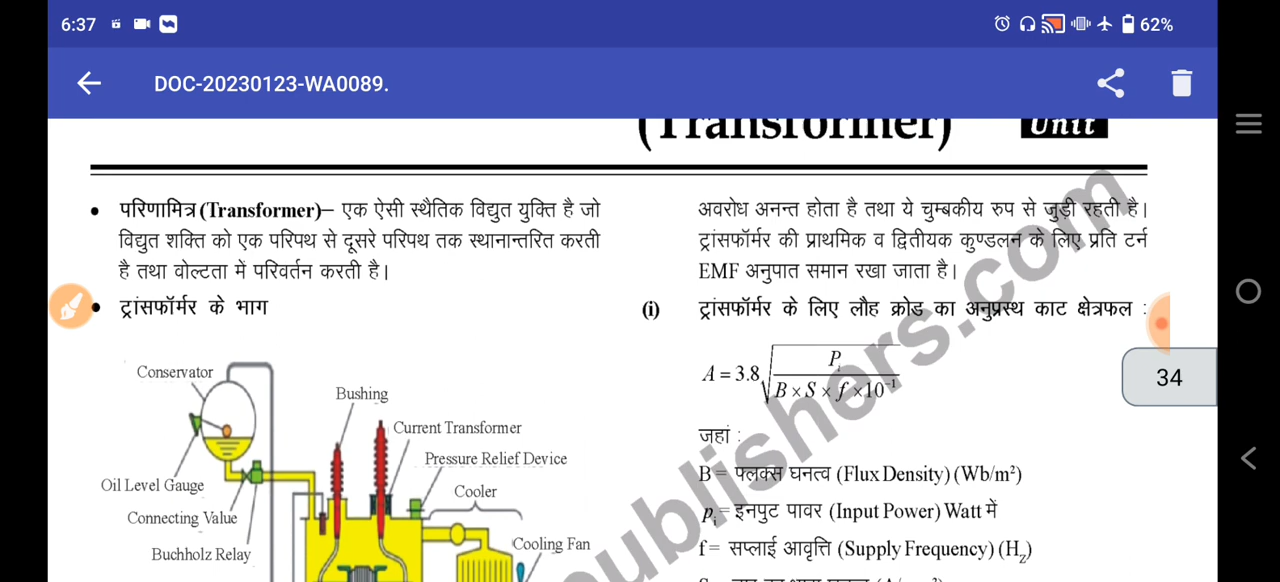 6:37
62%
DOC-20230123-WA0089.
(Transformer)
Unit
• परिणामित्र (Transformer)– एक ऐसी स्थैतिक विद्युत युक्ति है जो
विद्युत शक्ति को एक परिपथ से दूसरे परिपथ तक स्थानान्तरित करती
है तथा वोल्टता में परिवर्तन करती है।
• ट्रांसफॉर्मर के भाग
Conservator
Bushing
Current Transformer
Pressure Relief Device
Oil Level Gauge
Cooler
Connecting Value
Cooling Fan
Buchholz Relay
अवरोध अनन्त होता है तथा ये चुम्बकीय रुप से जुड़ी रहती है।
ट्रांसफॉर्मर की प्राथमिक व द्वितीयक कुण्डलन के लिए प्रति टर्न
EMF अनुपात समान रखा जाता है।
(i) ट्रांसफॉर्मर के लिए लौह क्रोड का अनुप्रस्थ काट क्षेत्रफल :
A = 3.8√(Pᵢ / B × S × f × 10⁻¹)
जहां :
B = फ्लक्स घनत्व (Flux Density) (Wb/m²)
pᵢ = इनपुट पावर (Input Power) Watt में
f = सप्लाई आवृत्ति (Supply Frequency) (H_Z)
34
ublishers.com